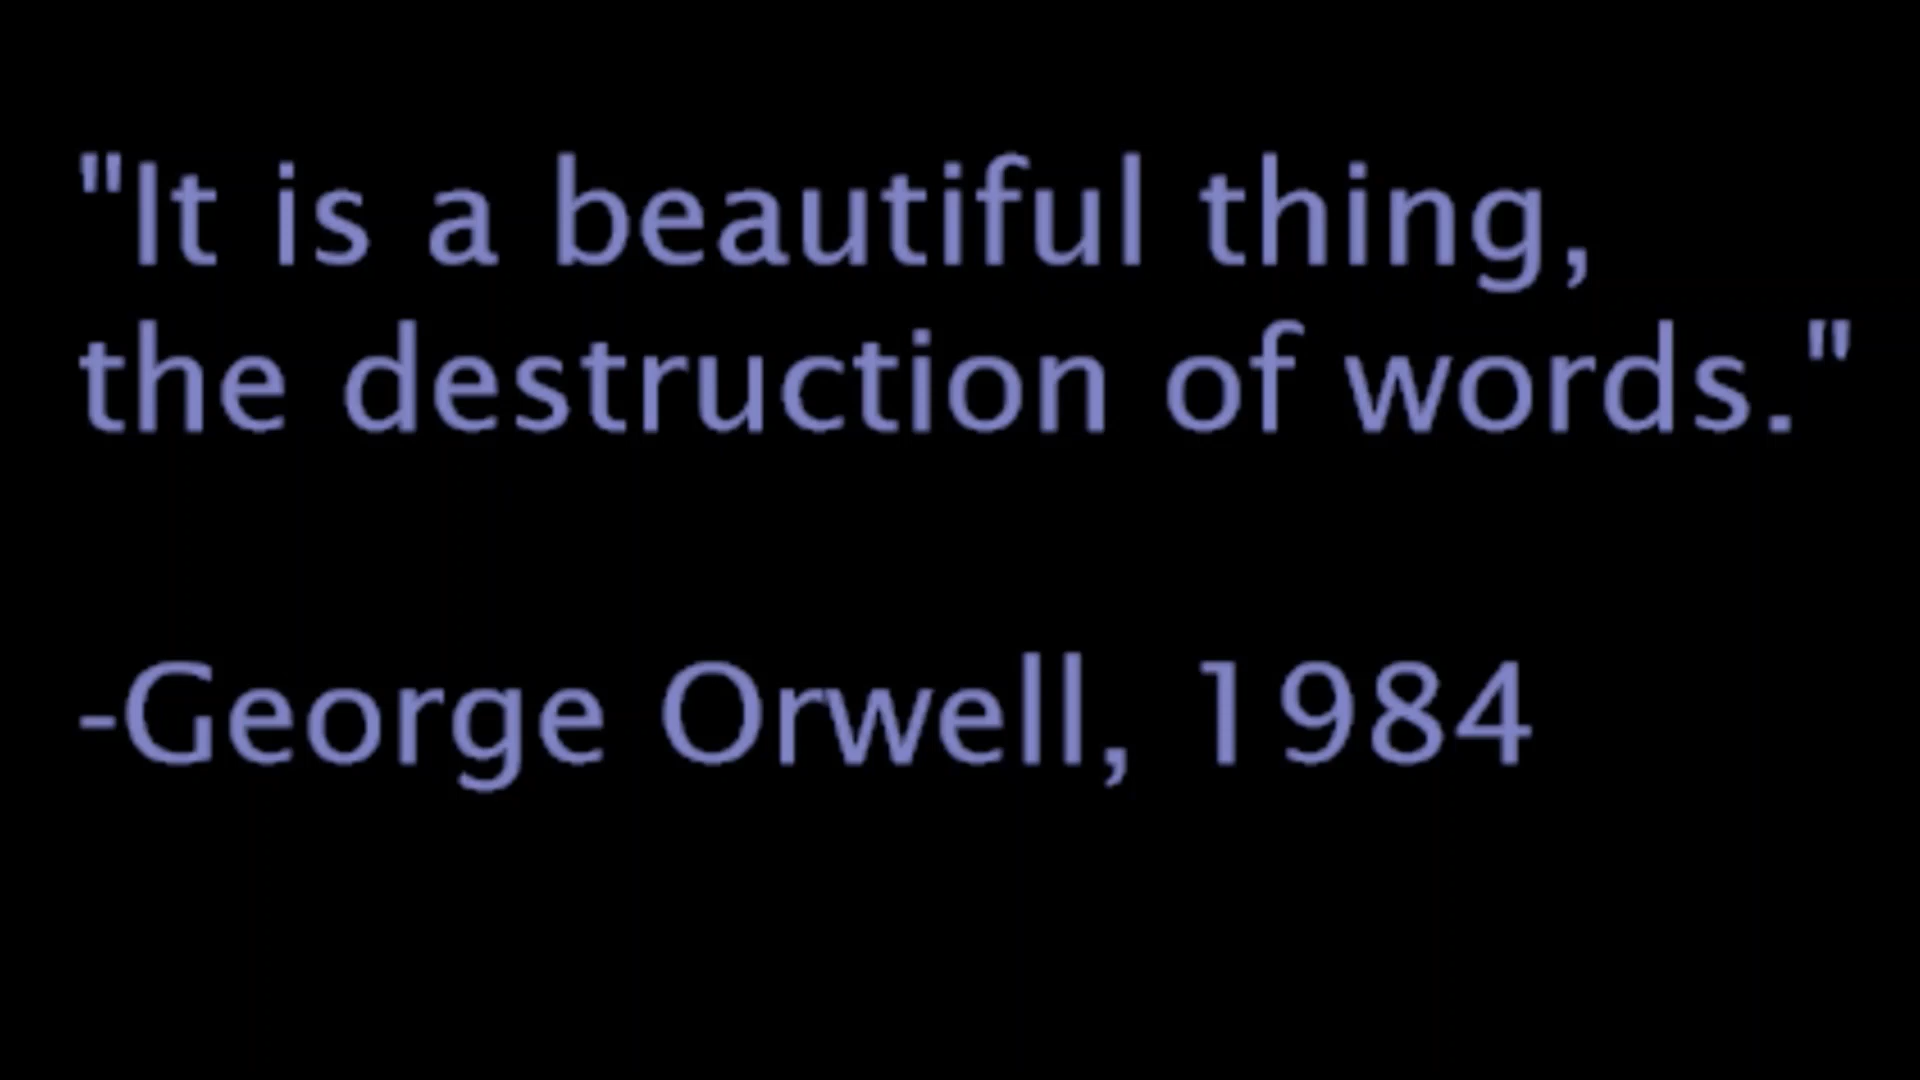 "It is a beautiful thing,
the destruction of words."
-George Orwell, 1984